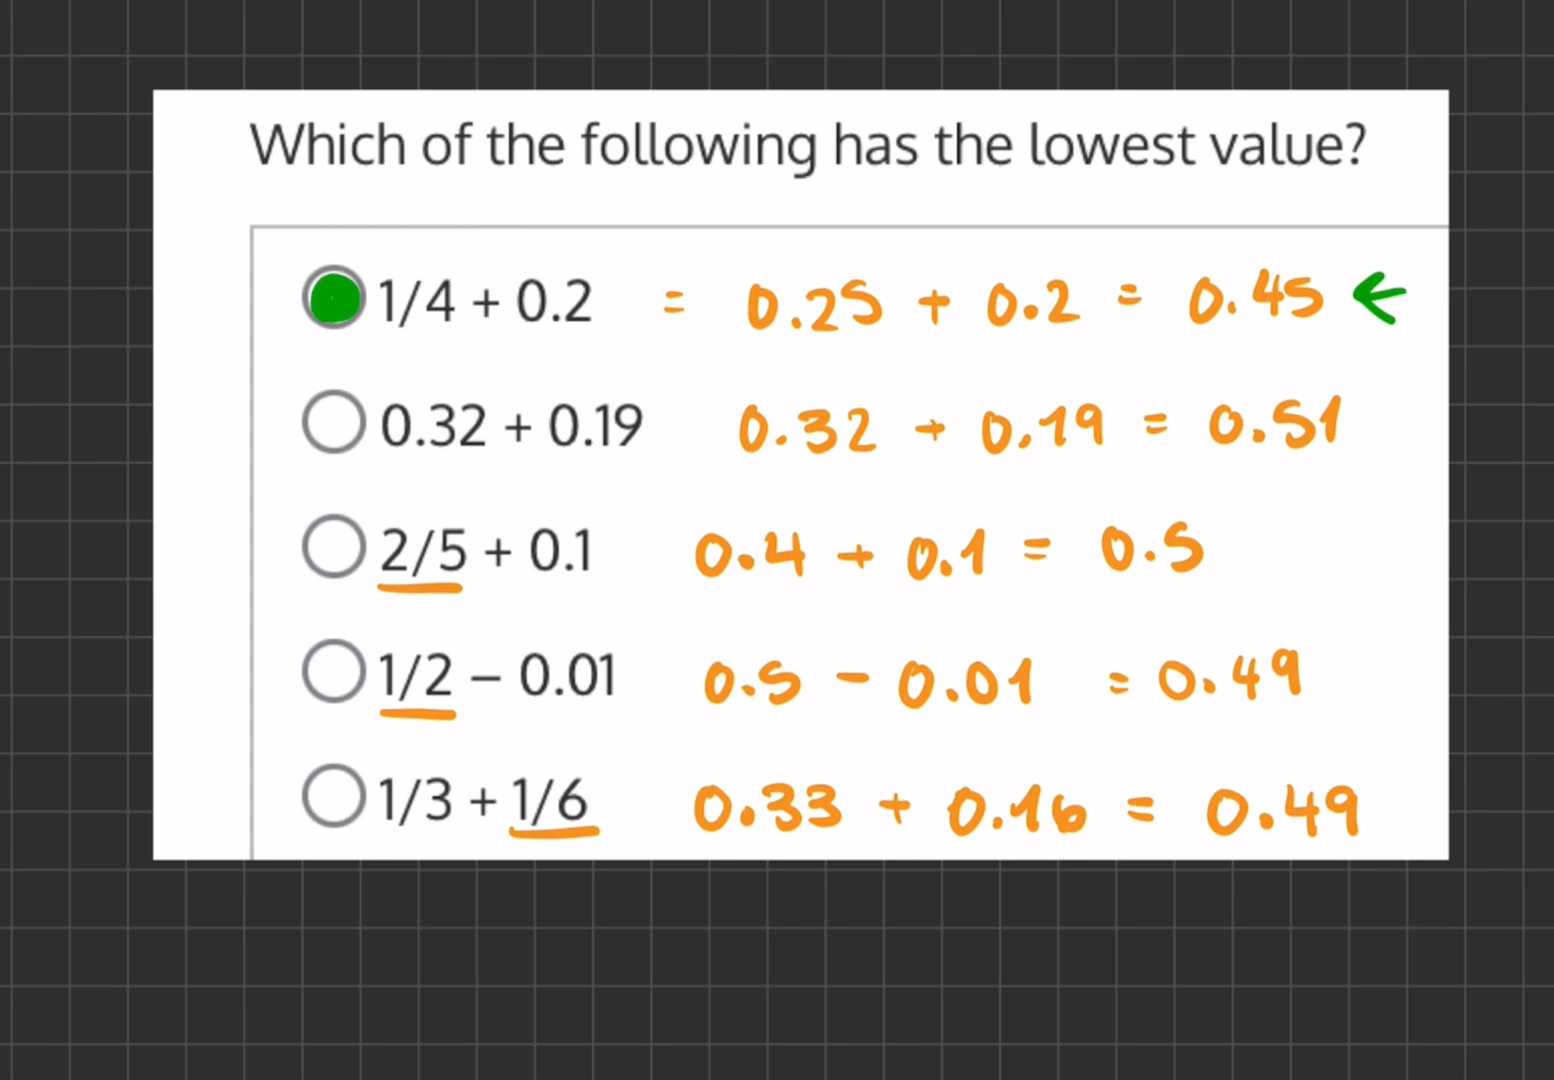 Which of the following has the lowest value?
1/4 + 0.2 = 0.25 + 0.2 = 0.45 ←
0.32 + 0.19 0.32 + 0.19 = 0.51
2/5 + 0.1 0.4 + 0.1 = 0.5
1/2 – 0.01 0.5 - 0.01 = 0.49
1/3 + 1/6 0.33 + 0.16 = 0.49